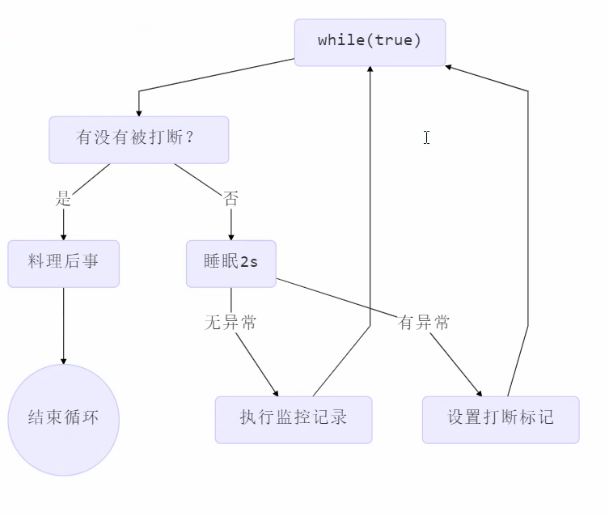 while(true)
有没有被打断?
是
否
料理后事
睡眠2s
无异常
有异常
结束循环
执行监控记录
设置打断标记